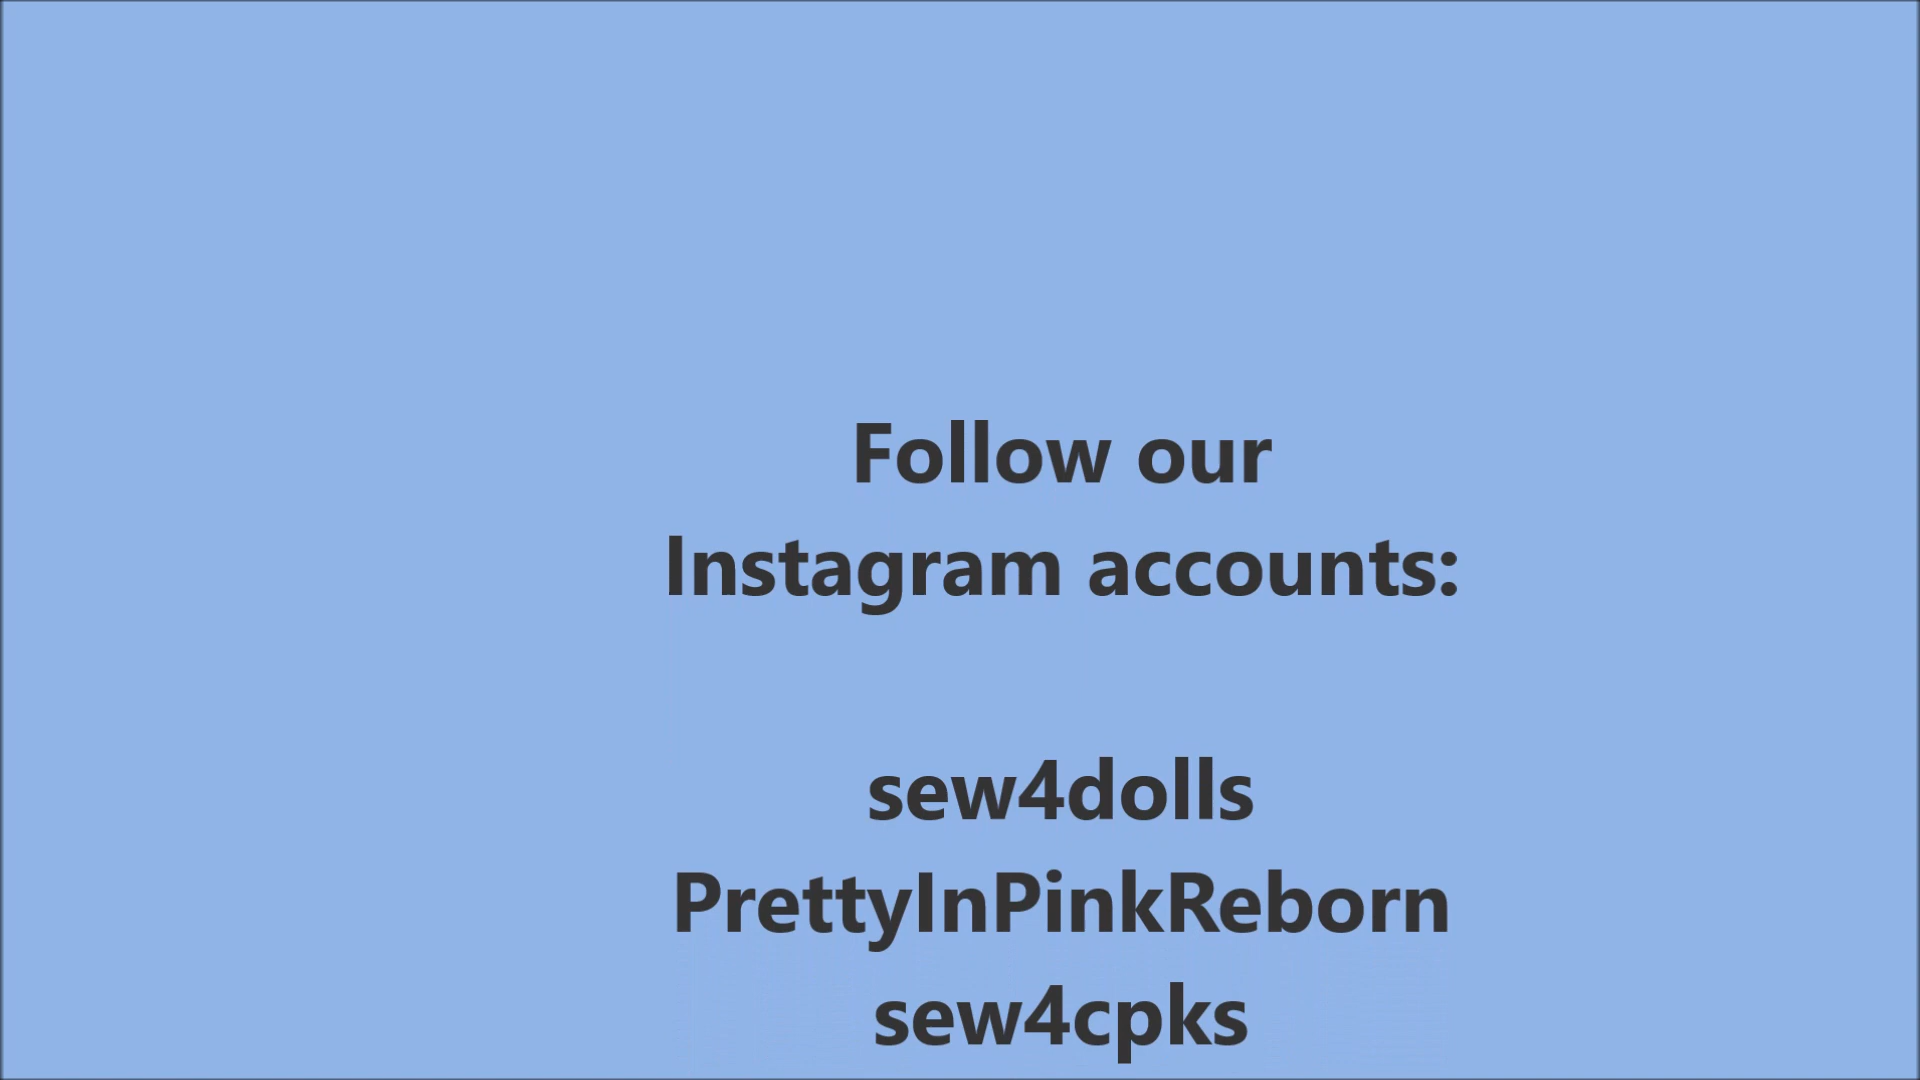 Follow our
Instagram accounts:
sew4dolls
PrettyInPinkReborn
sew4cpks